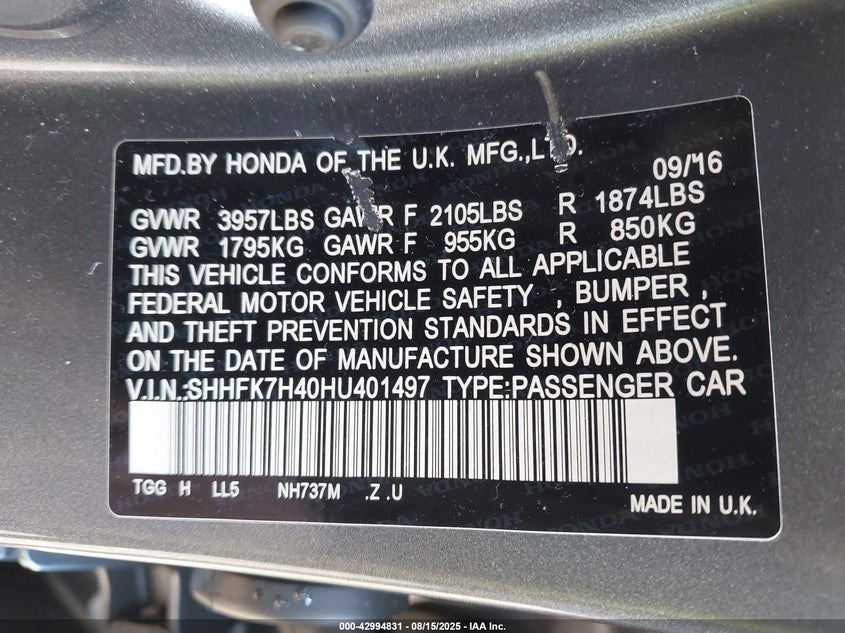 MFD.BY HONDA OF THE U.K. MFG.,LTD. 09/16
GVWR 3957LBS GAWR F 2105LBS R 1874LBS
GVWR 1795KG GAWR F 955KG R 850KG
THIS VEHICLE CONFORMS TO ALL APPLICABLE
FEDERAL MOTOR VEHICLE SAFETY , BUMPER ,
AND THEFT PREVENTION STANDARDS IN EFFECT
ON THE DATE OF MANUFACTURE SHOWN ABOVE.
V.I.N.:SHHFK7H40HU401497 TYPE:PASSENGER CAR
TGG H LL5 NH737M .Z .U
MADE IN U.K.
000-42994831 - 08/15/2025 - IAA Inc.